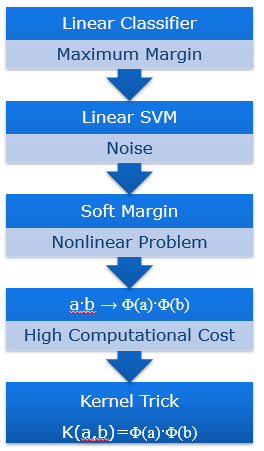 Linear Classifier
Maximum Margin
Linear SVM
Noise
Soft Margin
Nonlinear Problem
a·b → Φ(a)·Φ(b)
High Computational Cost
Kernel Trick
K(a,b)=Φ(a)·Φ(b)